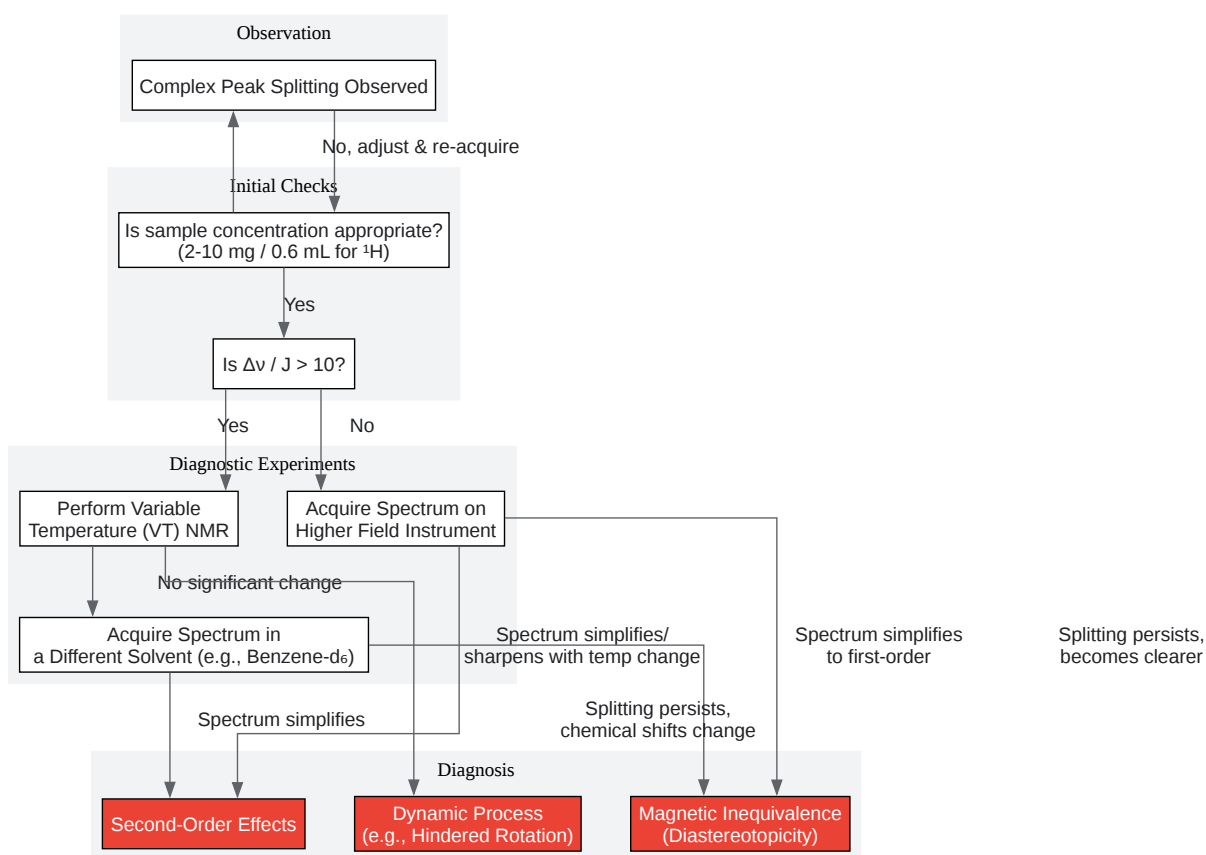 Observation
Complex Peak Splitting Observed
No, adjust & re-acquire
Initial Checks
Is sample concentration appropriate?
(2-10 mg / 0.6 mL for ¹H)
Yes
Is Δν / J > 10?
Yes
No
Diagnostic Experiments
Perform Variable
Temperature (VT) NMR
Acquire Spectrum on
Higher Field Instrument
No significant change
Acquire Spectrum in
a Different Solvent (e.g., Benzene-d₆)
Spectrum simplifies/
sharpens with temp change
Spectrum simplifies
to first-order
Splitting persists,
becomes clearer
Spectrum simplifies
Splitting persists,
chemical shifts change
Diagnosis
Second-Order Effects
Dynamic Process
(e.g., Hindered Rotation)
Magnetic Inequivalence
(Diastereotopicity)